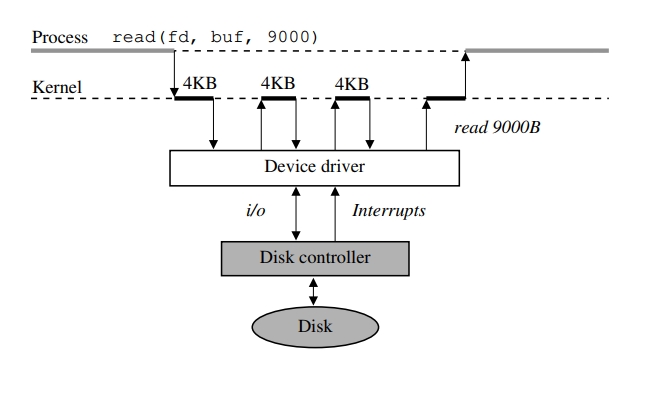 Process read(fd, buf, 9000)
Kernel 4KB 4KB 4KB
read 9000B
Device driver
i/o Interrupts
Disk controller
Disk